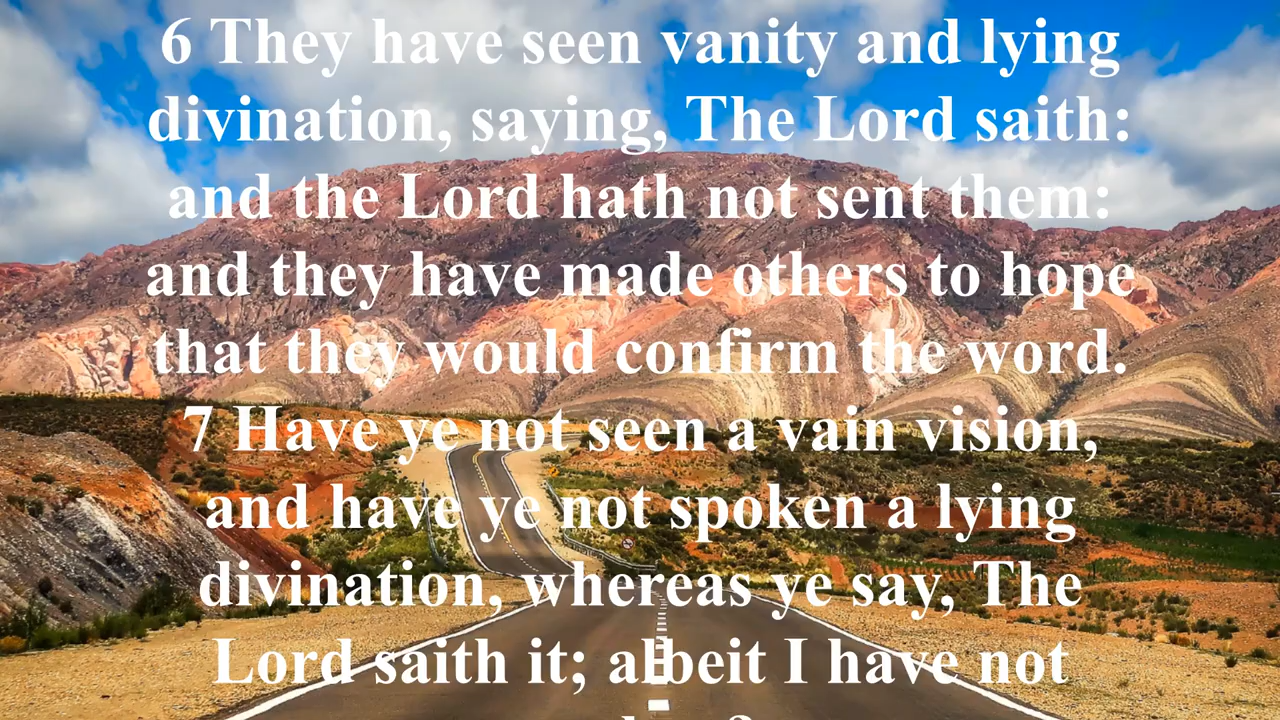 6 They have seen vanity and lying
divination, saying, The Lord saith:
and the Lord hath not sent them:
and they have made others to hope
that they would confirm the word.
7 Have ye not seen a vain vision,
and have ye not spoken a lying
divination, whereas ye say, The
Lord saith it; albeit I have not